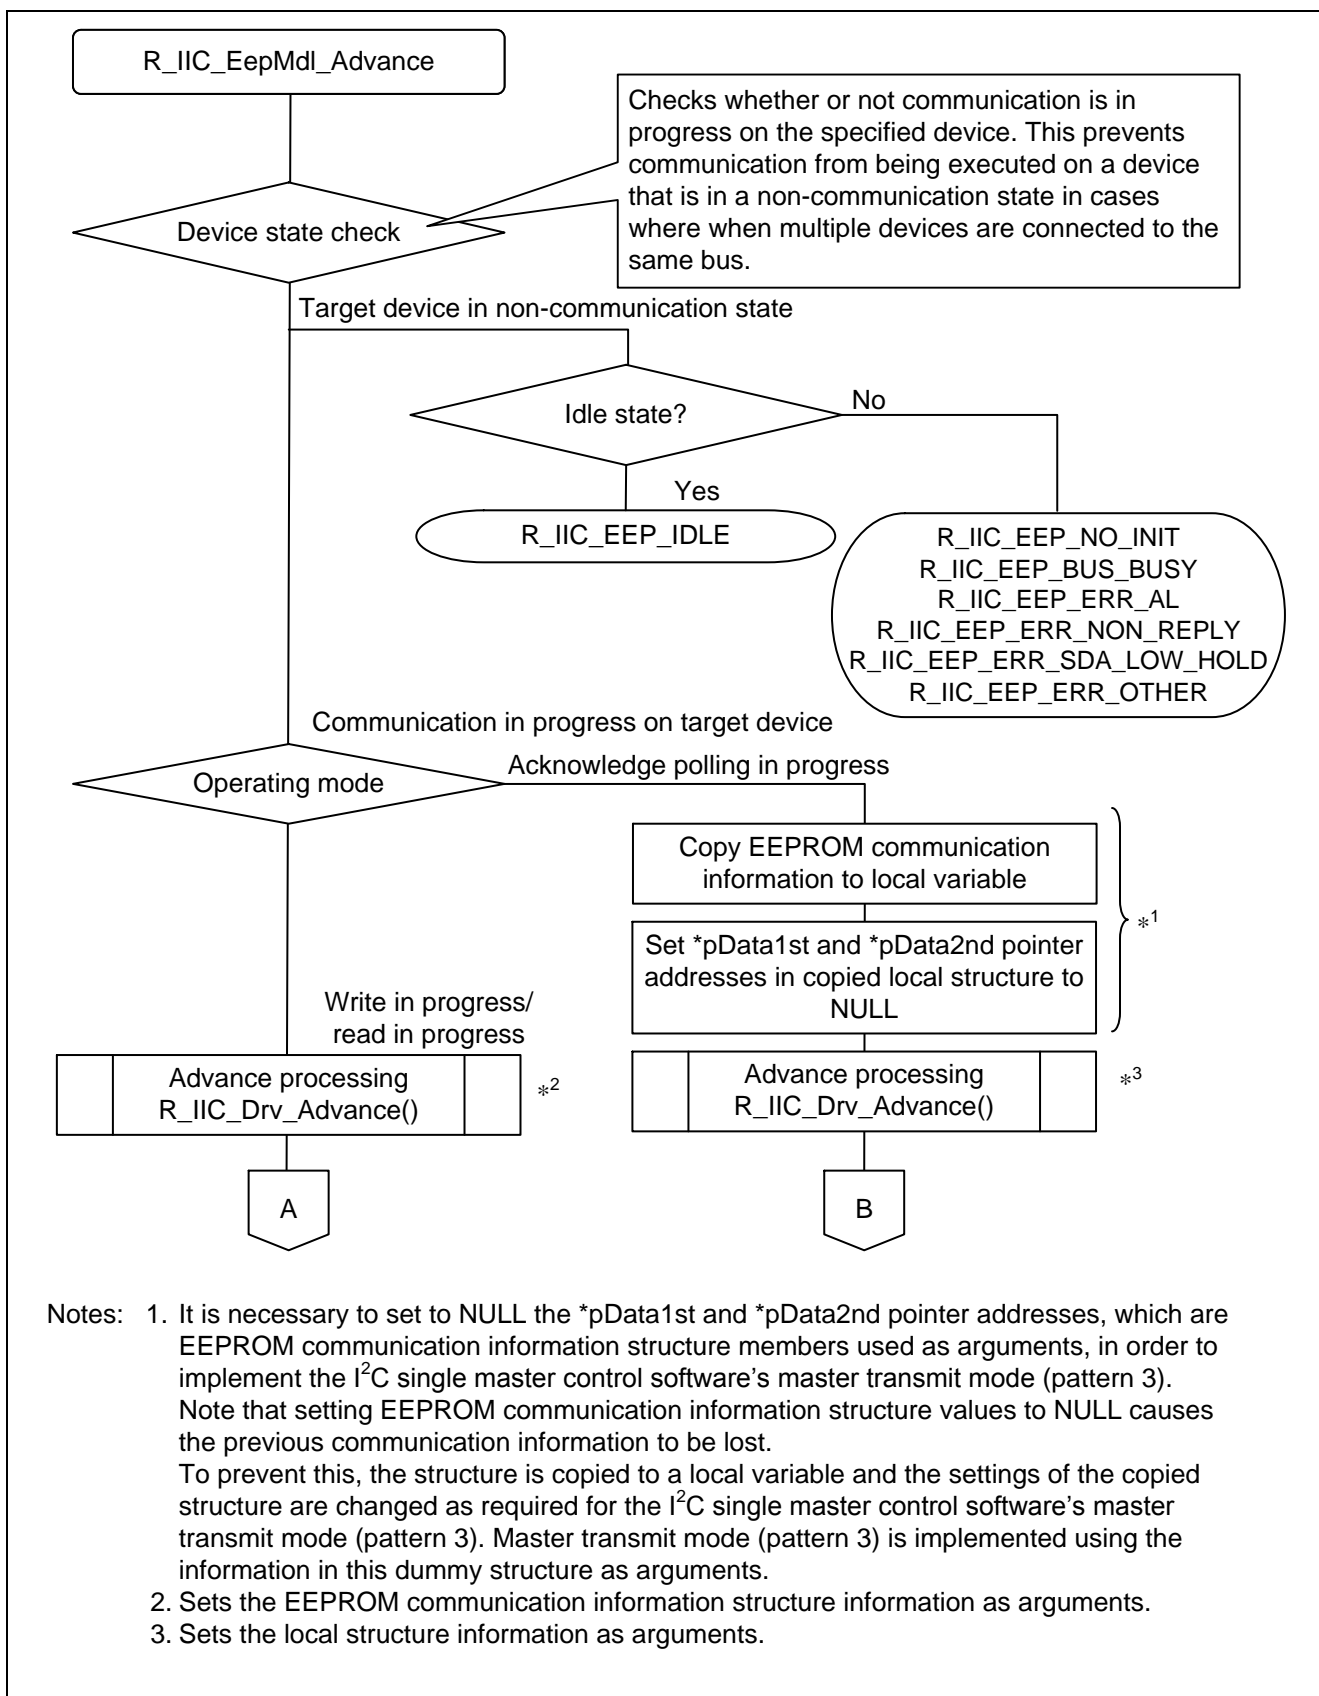 R_IIC_EepMdl_Advance
Checks whether or not communication is in
progress on the specified device. This prevents
communication from being executed on a device
that is in a non-communication state in cases
where when multiple devices are connected to the
same bus.
Device state check
Target device in non-communication state
Idle state?
No
Yes
R_IIC_EEP_IDLE
R_IIC_EEP_NO_INIT
R_IIC_EEP_BUS_BUSY
R_IIC_EEP_ERR_AL
R_IIC_EEP_ERR_NON_REPLY
R_IIC_EEP_ERR_SDA_LOW_HOLD
R_IIC_EEP_ERR_OTHER
Communication in progress on target device
Operating mode
Acknowledge polling in progress
Copy EEPROM communication
information to local variable
*1
Set *pData1st and *pData2nd pointer
addresses in copied local structure to
NULL
Write in progress/
read in progress
Advance processing
R_IIC_Drv_Advance()
*2
Advance processing
R_IIC_Drv_Advance()
*3
A
B
Notes: 1. It is necessary to set to NULL the *pData1st and *pData2nd pointer addresses, which are
EEPROM communication information structure members used as arguments, in order to
implement the I2C single master control software's master transmit mode (pattern 3).
Note that setting EEPROM communication information structure values to NULL causes
the previous communication information to be lost.
To prevent this, the structure is copied to a local variable and the settings of the copied
structure are changed as required for the I2C single master control software's master
transmit mode (pattern 3). Master transmit mode (pattern 3) is implemented using the
information in this dummy structure as arguments.
2. Sets the EEPROM communication information structure information as arguments.
3. Sets the local structure information as arguments.